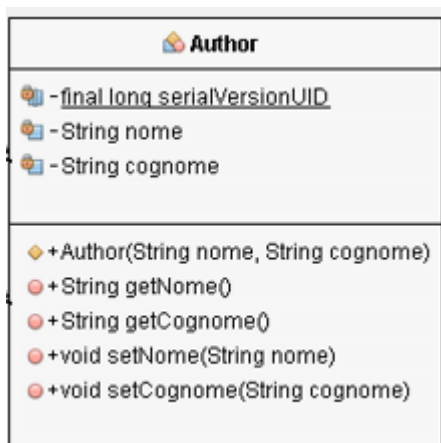 Author
-final long serialVersionUID
-String nome
-String cognome
+Author(String nome, String cognome)
+String getNome()
+String getCognome()
+void setNome(String nome)
+void setCognome(String cognome)